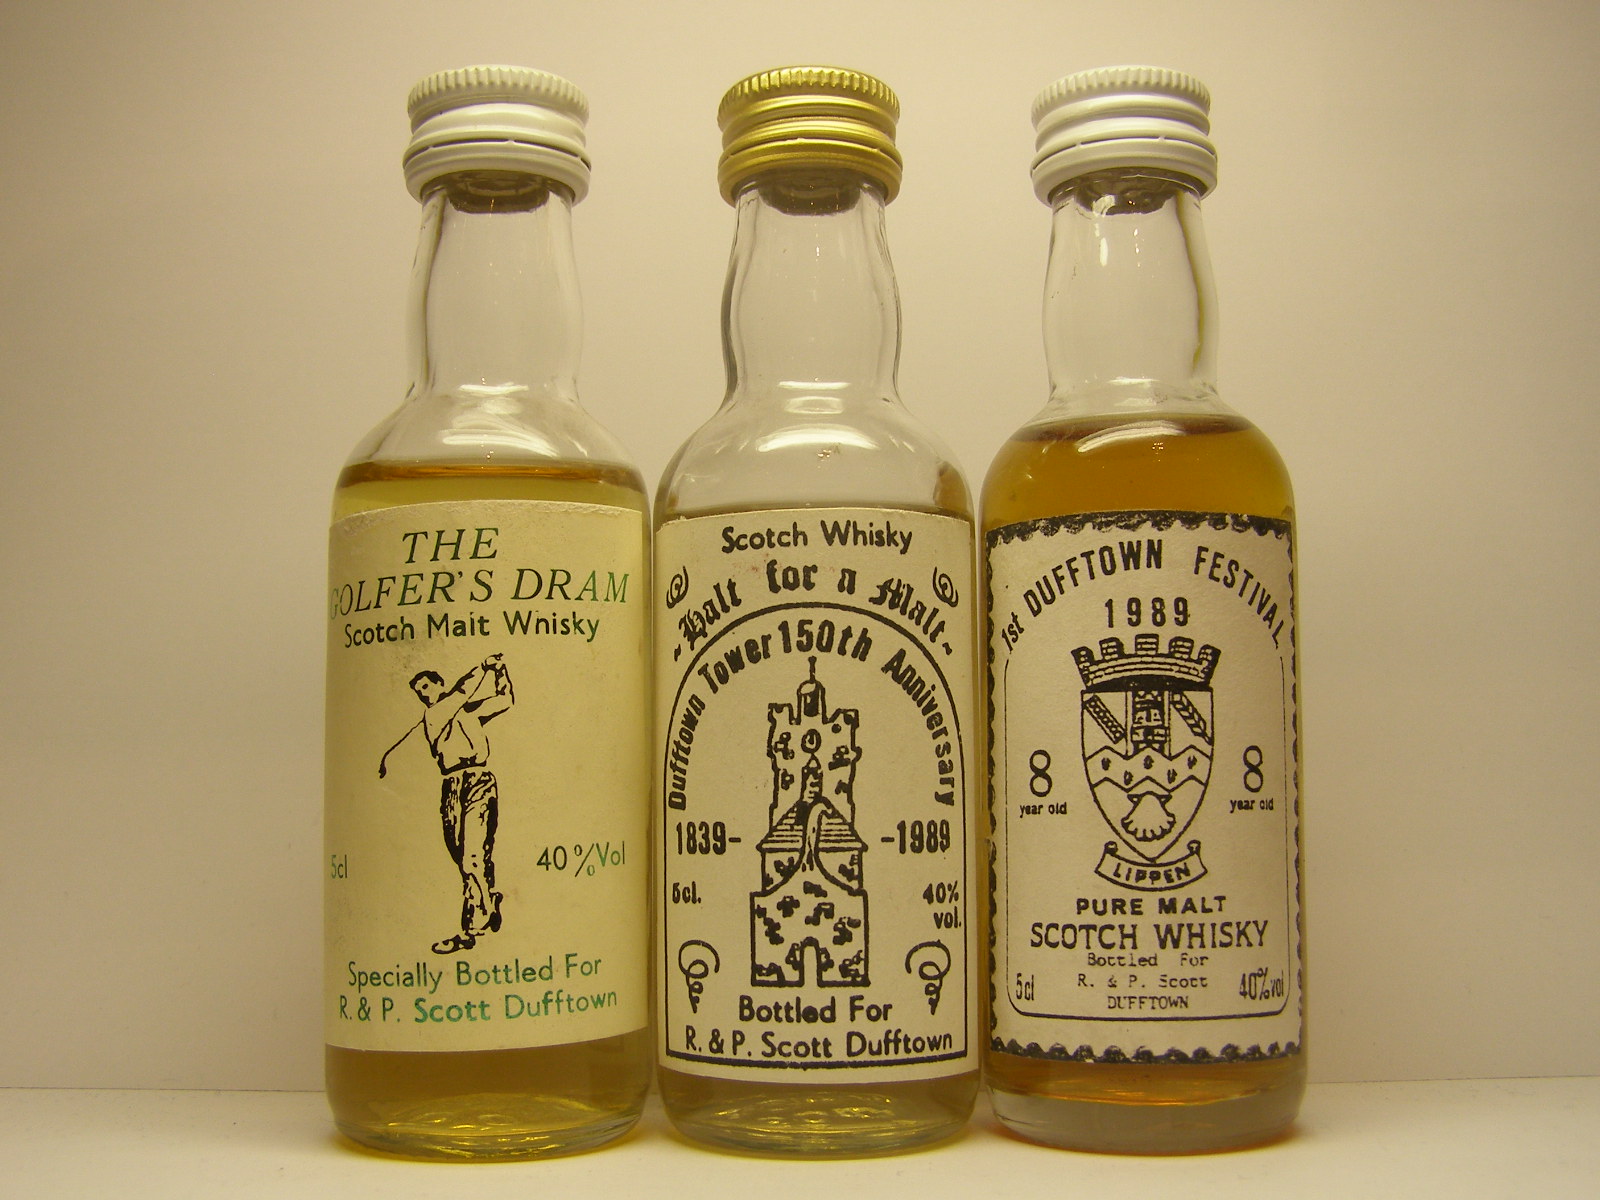 THE
GOLFER'S DRAM
Scotch Malt Whisky
5cl
40%Vol
Specially Bottled For
R. & P. Scott Dufftown
Scotch Whisky
~Halt for a Malt~
Dufftown Tower 150th Anniversary
1839- -1989
5cl.
40%
vol.
Bottled For
R. & P. Scott Dufftown
1st DUFFTOWN FESTIVAL
1989
8 8
year old year old
LIPPEN
PURE MALT
SCOTCH WHISKY
Bottled For
R. & P. Scott
DUFFTOWN
5cl 40%vol